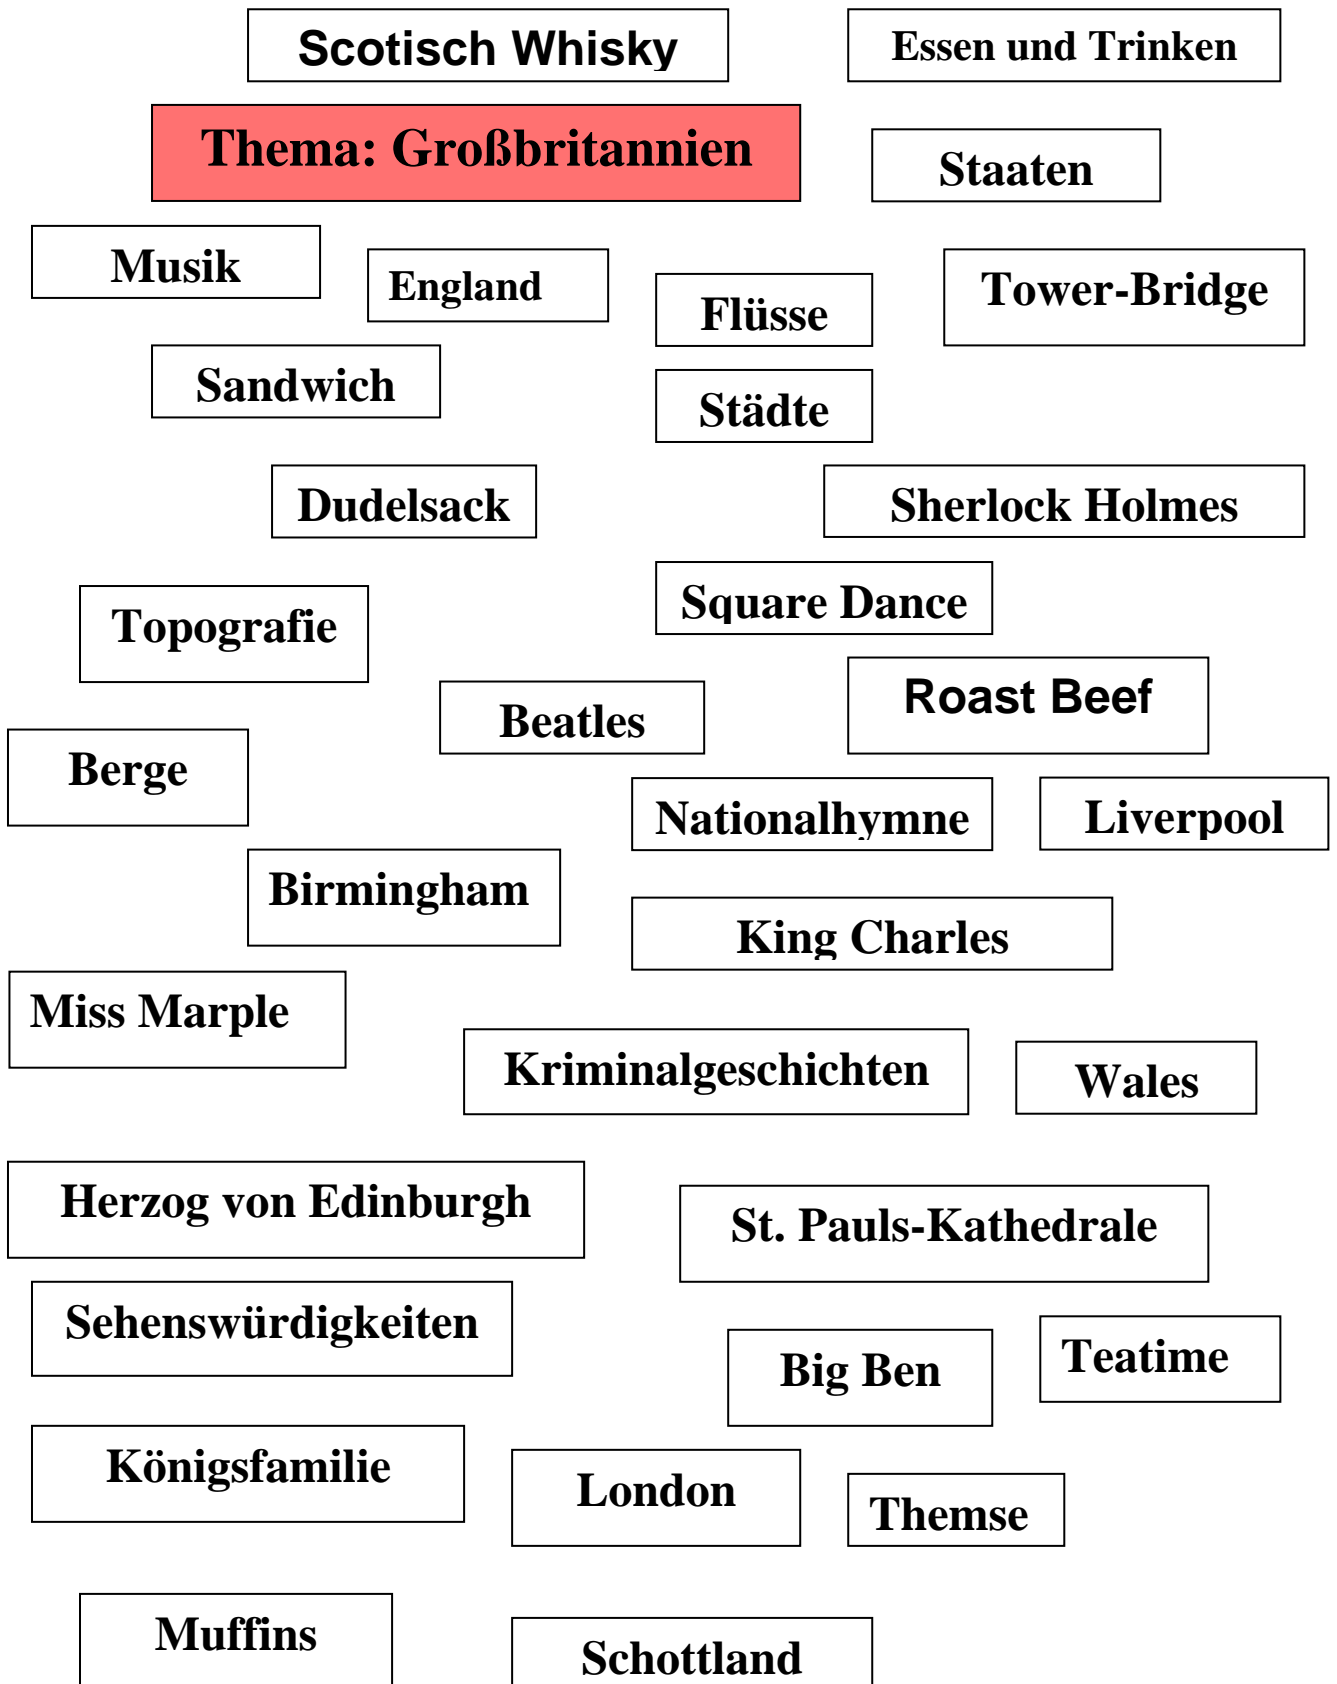 Scotisch Whisky
Essen und Trinken
Thema: Großbritannien
Staaten
Musik
England
Flüsse
Tower-Bridge
Sandwich
Städte
Dudelsack
Sherlock Holmes
Square Dance
Topografie
Roast Beef
Beatles
Berge
Nationalhymne
Liverpool
Birmingham
King Charles
Miss Marple
Kriminalgeschichten
Wales
Herzog von Edinburgh
St. Pauls-Kathedrale
Sehenswürdigkeiten
Big Ben
Teatime
Königsfamilie
London
Themse
Muffins
Schottland